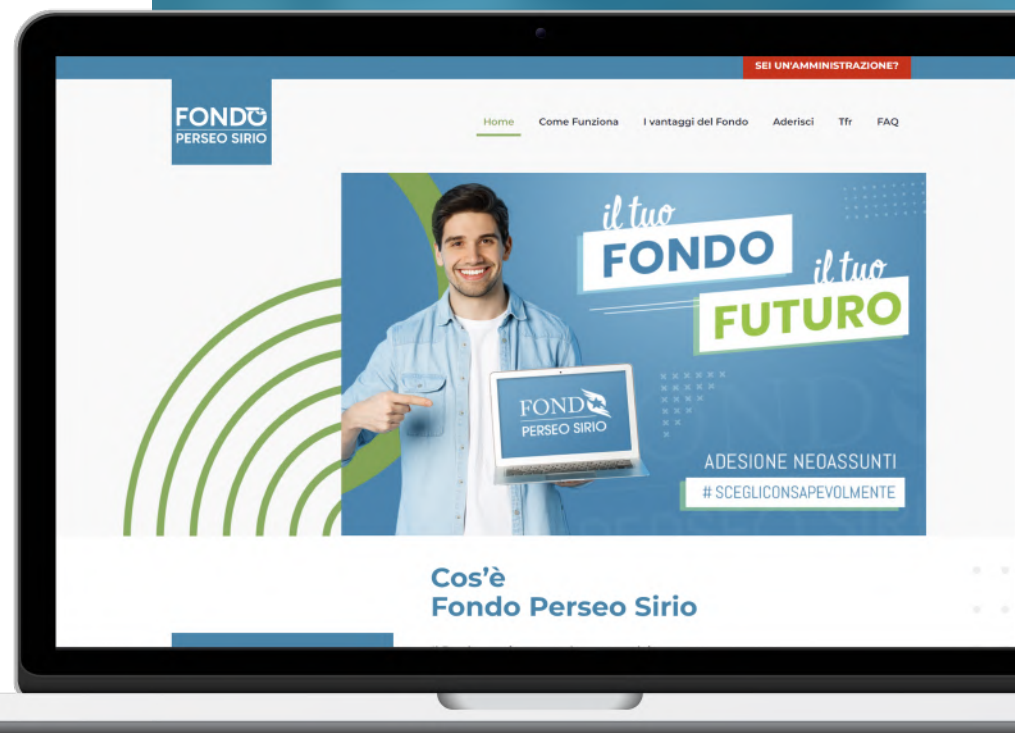 SEI UN'AMMINISTRAZIONE?
FONDO
PERSEO SIRIO
Home Come Funziona I vantaggi del Fondo Aderisci Tfr FAQ
il tuo
FONDO
il tuo
FUTURO
FONDO
PERSEO SIRIO
ADESIONE NEOASSUNTI
# SCEGLICONSAPEVOLMENTE
Cos'è
Fondo Perseo Sirio